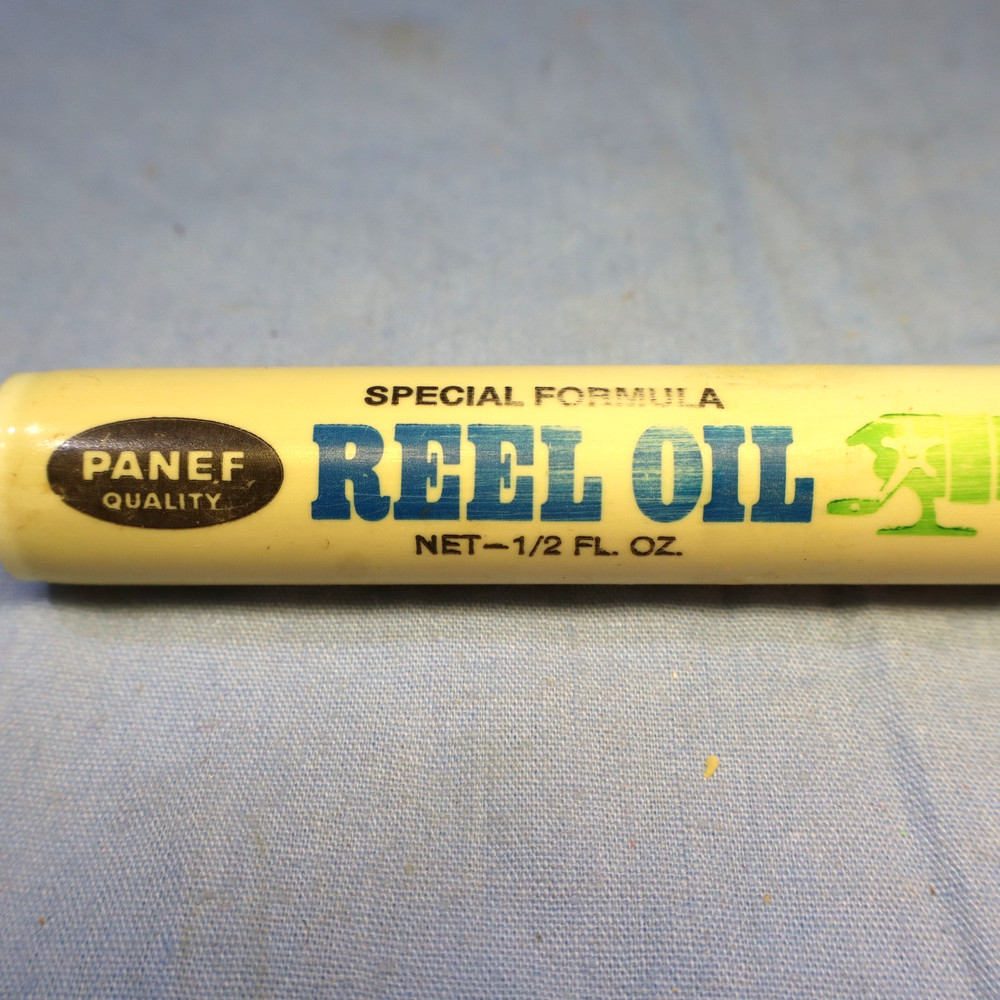 SPECIAL FORMULA
PANEF
QUALITY
REEL OIL
NET-1/2 FL. OZ.